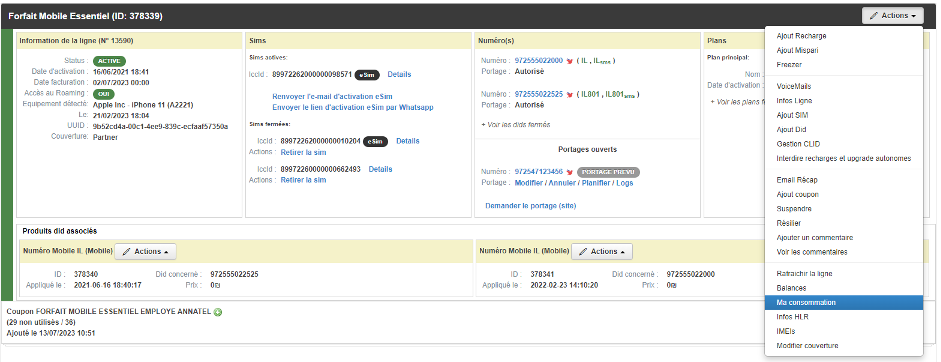 Forfait Mobile Essentiel (ID: 378339)
Actions
Information de la ligne (N° 13590)
Status : ACTIVE
Date d'activation : 16/06/2021 18:41
Date facturation : 02/07/2023 00:00
Accès au Roaming : OUI
Equipement détecté: Apple Inc - iPhone 11 (A2221)
Le: 21/02/2023 18:04
UUID : 9b52cd4a-00c1-4ee9-839c-ecfaaf57350a
Couverture: Partner
Sims
Sims actives:
Iccid : 89972262000000098571 eSim Details
Renvoyer l'e-mail d'activation eSim
Envoyer le lien d'activation eSim par Whatsapp
Sims fermées:
Iccid : 89972262000000010204 eSim Details
Actions : Retirer la sim
Iccid : 89972260000000662493 Details
Actions : Retirer la sim
Numéro(s)
Numéro : 972555022000 ( IL , ILsms )
Portage : Autorisé
Numéro : 972555022525 ( IL801 , IL801sms )
Portage : Autorisé
+ Voir les dids fermés
Portages ouverts
Numéro : 972547123456 PORTAGE PREVU
Portage : Modifier / Annuler / Planifier / Logs
Demander le portage (site)
Plans
Plan principal:
Nom :
Date d'activation :
+ Voir les plans f
Ajout Recharge
Ajout Mispari
Freezer
VoiceMails
Infos Ligne
Ajout SIM
Ajout Did
Gestion CLID
Interdire recharges et upgrade autonomes
Email Récap
Ajout coupon
Suspendre
Résilier
Ajouter un commentaire
Voir les commentaires
Rafraichir la ligne
Balances
Ma consommation
Infos HLR
IMEIs
Modifier couverture
Produits did associés
Numéro Mobile IL (Mobile) Actions
ID : 378340 Did concerné : 972555022525
Appliqué le : 2021-06-16 18:40:17 Prix : 0₪
Numéro Mobile IL (Mobile) Actions
ID : 378341 Did concerné : 972555022000
Appliqué le : 2022-02-23 14:10:20 Prix : 0₪
Coupon FORFAIT MOBILE ESSENTIEL EMPLOYE ANNATEL
(29 non utilisés / 36)
Ajouté le 13/07/2023 10:51